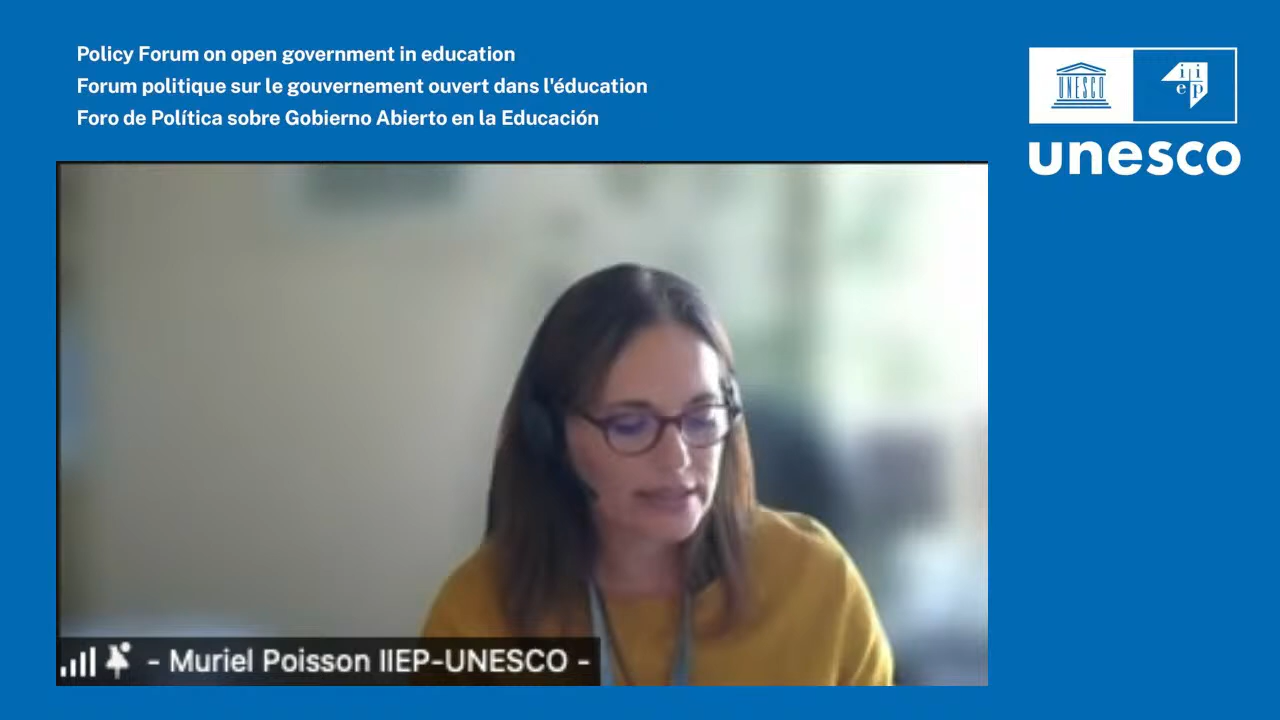 Policy Forum on open government in education
Forum politique sur le gouvernement ouvert dans l'éducation
Foro de Política sobre Gobierno Abierto en la Educación
UNESCO
i i
e p
unesco
- Muriel Poisson IIEP-UNESCO -